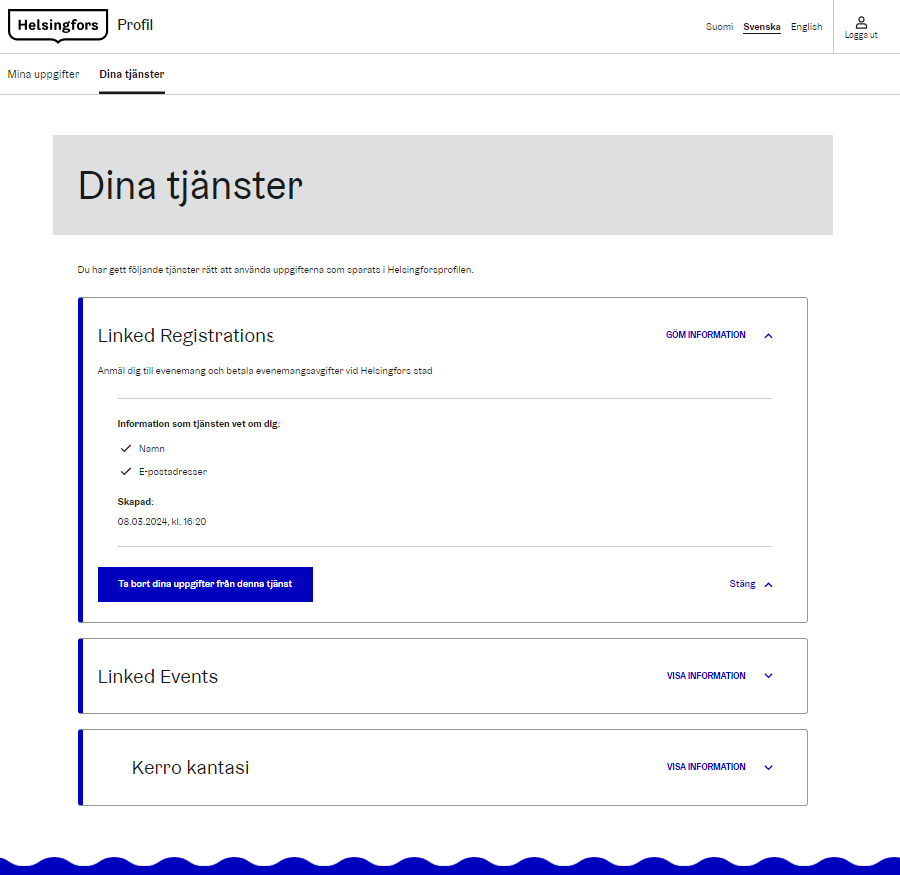 Helsingfors Profil
Suomi Svenska English
Logga ut
Mina uppgifter Dina tjänster
Dina tjänster
Du har gett följande tjänster rätt att använda uppgifterna som sparats i Helsingforsprofilen.
Linked Registrations GÖM INFORMATION
Anmäl dig till evenemang och betala evenemangsavgifter vid Helsingfors stad
Information som tjänsten vet om dig:
Namn
E-postadresser
Skapad:
08.03.2024, kl. 16:20
Ta bort dina uppgifter från denna tjänst Stäng
Linked Events VISA INFORMATION
Kerro kantasi VISA INFORMATION